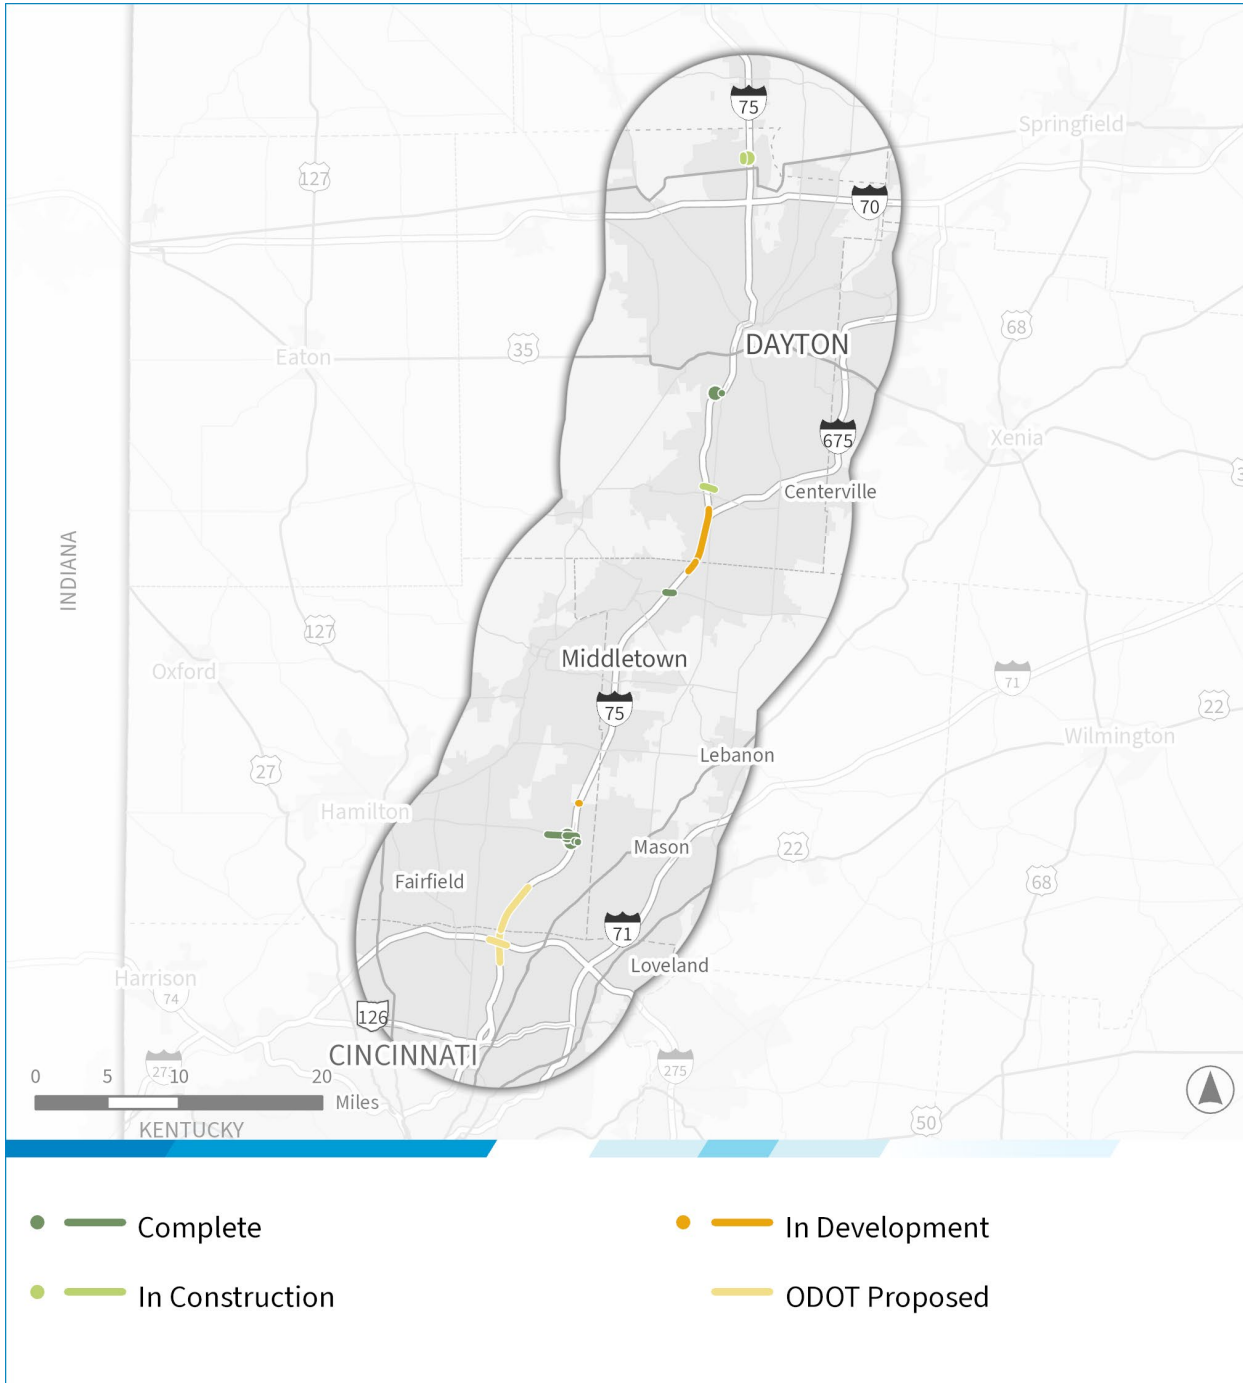 75
Springfield
127
70
68
35
DAYTON
Eaton
675
Xenia
Centerville
INDIANA
127
Middletown
Oxford
71
22
75
Wilmington
Lebanon
27
Hamilton
Mason
22
Fairfield
68
71
Loveland
Harrison
74
126
CINCINNATI
275
0 5 10 20
Miles
50
KENTUCKY
Complete
In Development
In Construction
ODOT Proposed